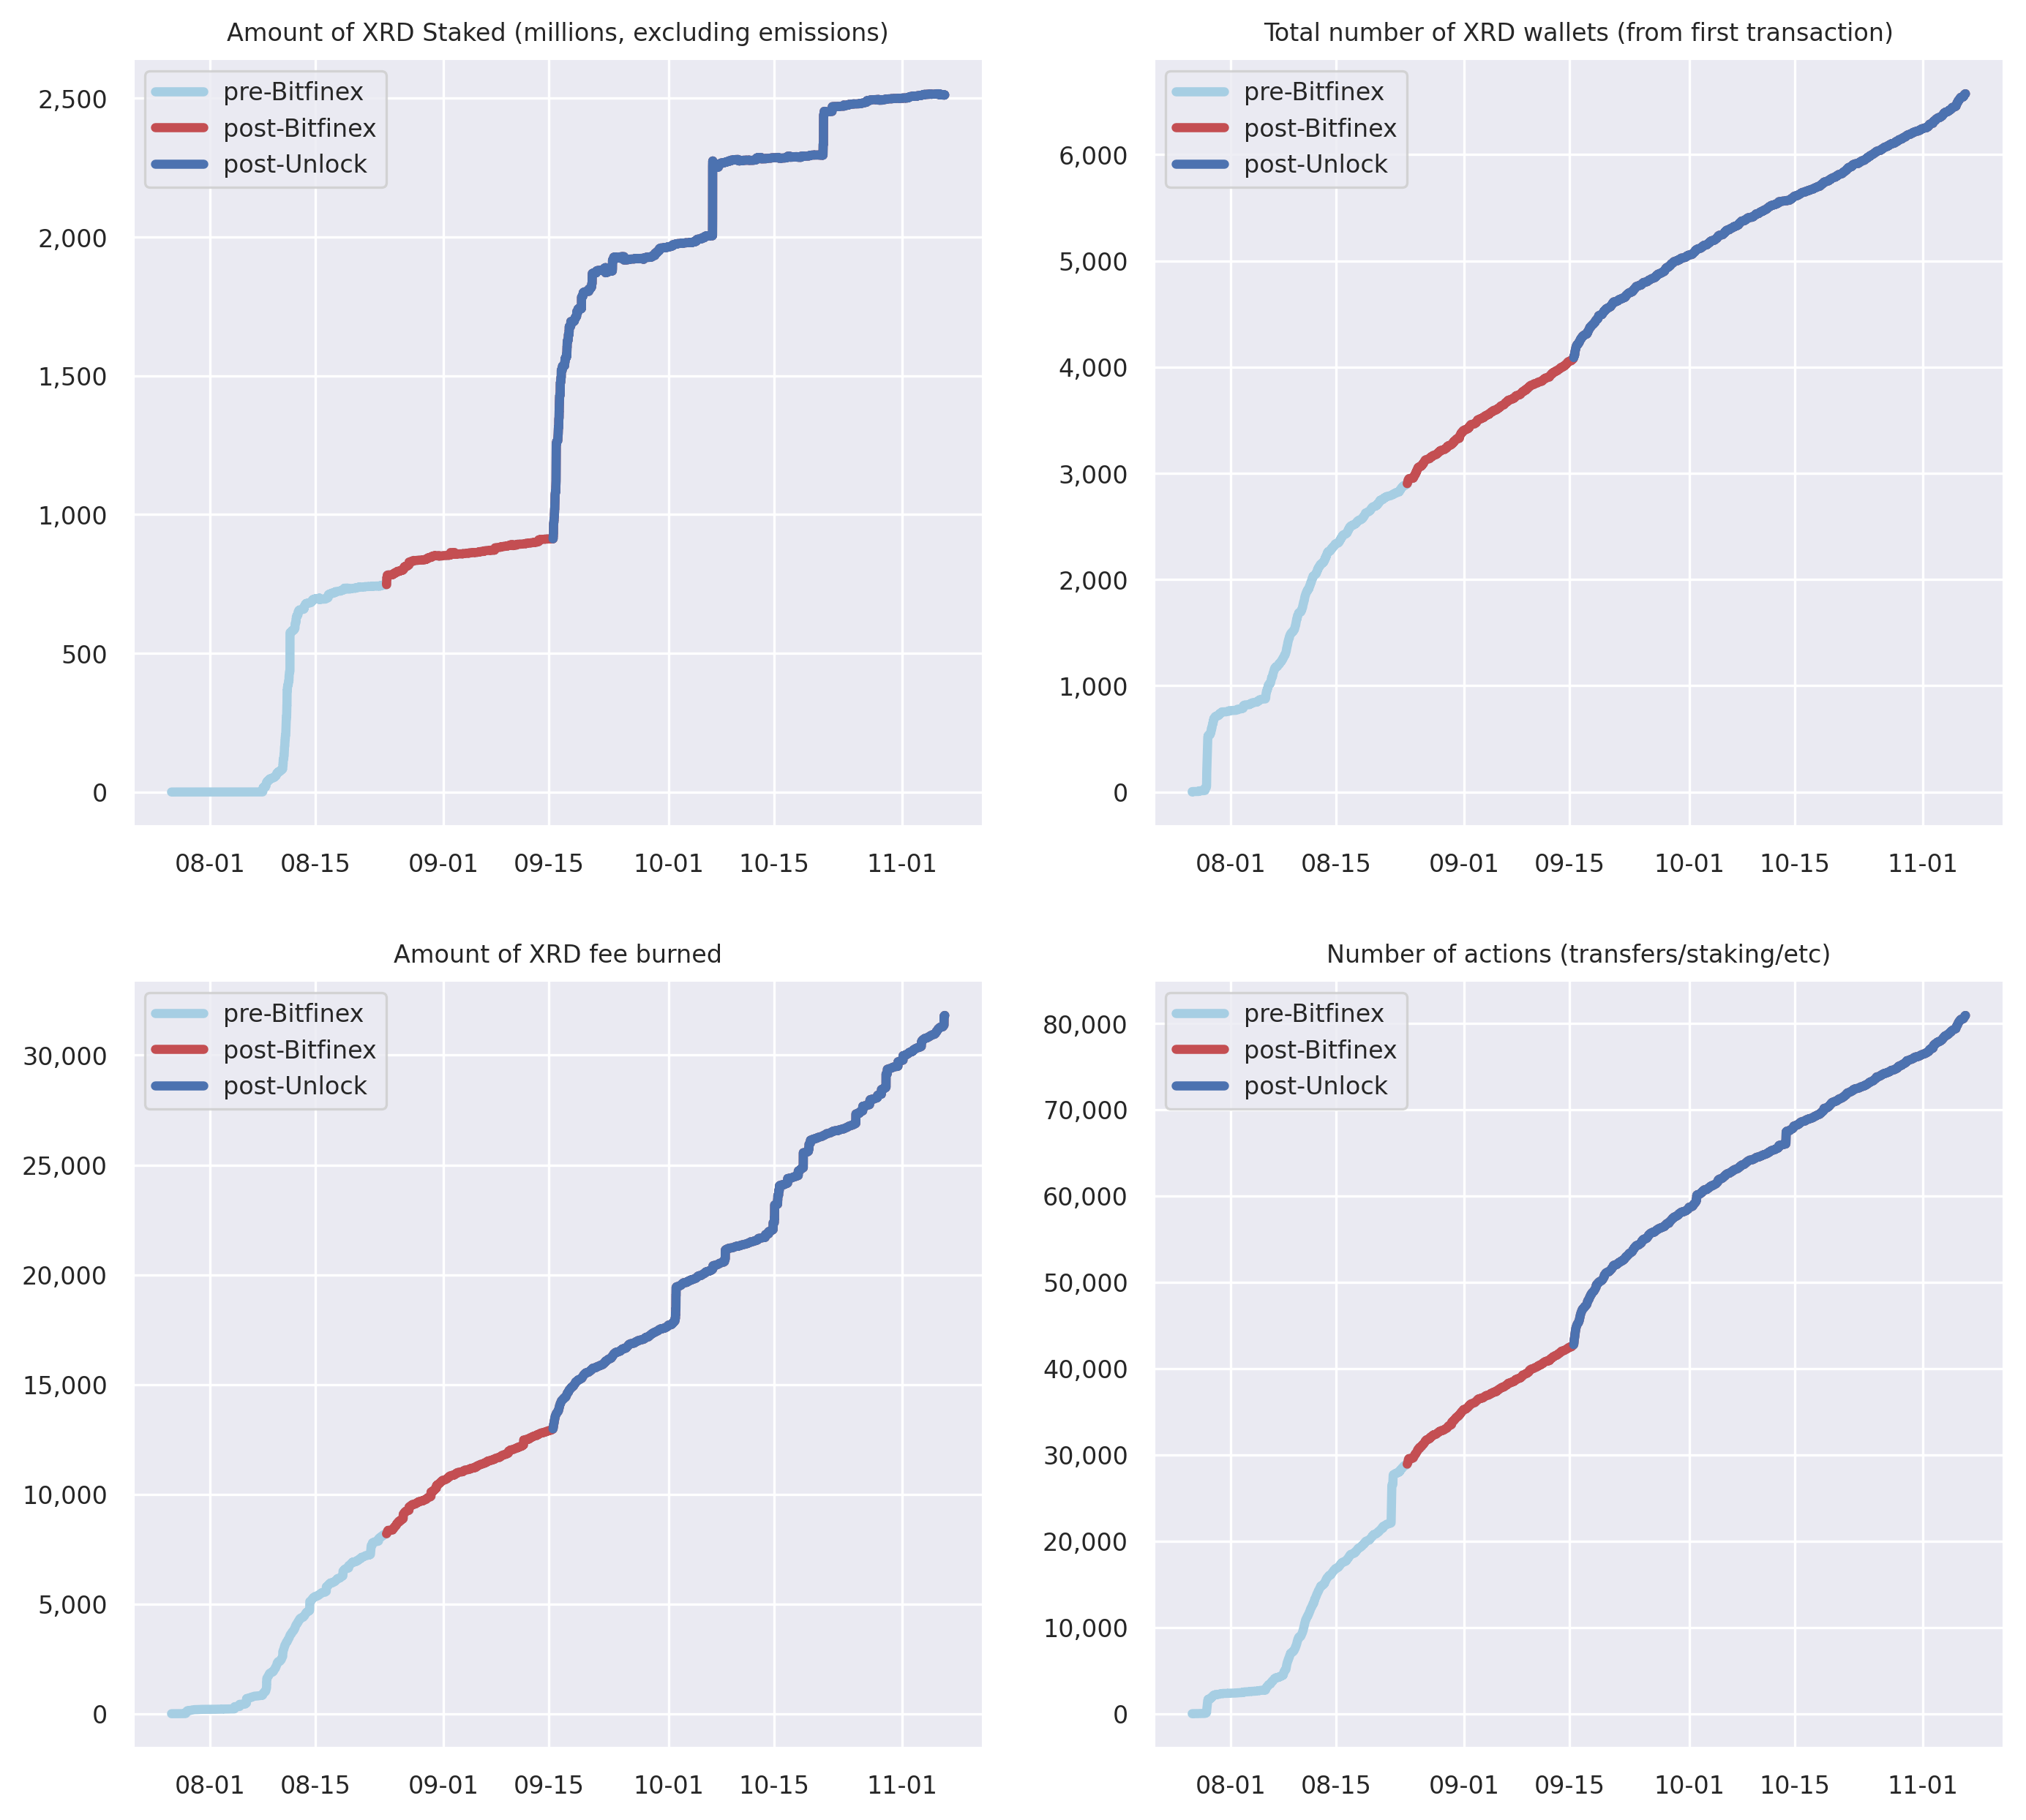 Amount of XRD Staked (millions, excluding emissions)
pre-Bitfinex
post-Bitfinex
post-Unlock
2,500
2,000
1,500
1,000
500
0
08-01 08-15 09-01 09-15 10-01 10-15 11-01
Total number of XRD wallets (from first transaction)
pre-Bitfinex
post-Bitfinex
post-Unlock
6,000
5,000
4,000
3,000
2,000
1,000
0
08-01 08-15 09-01 09-15 10-01 10-15 11-01
Amount of XRD fee burned
pre-Bitfinex
post-Bitfinex
post-Unlock
30,000
25,000
20,000
15,000
10,000
5,000
0
08-01 08-15 09-01 09-15 10-01 10-15 11-01
Number of actions (transfers/staking/etc)
pre-Bitfinex
post-Bitfinex
post-Unlock
80,000
70,000
60,000
50,000
40,000
30,000
20,000
10,000
0
08-01 08-15 09-01 09-15 10-01 10-15 11-01